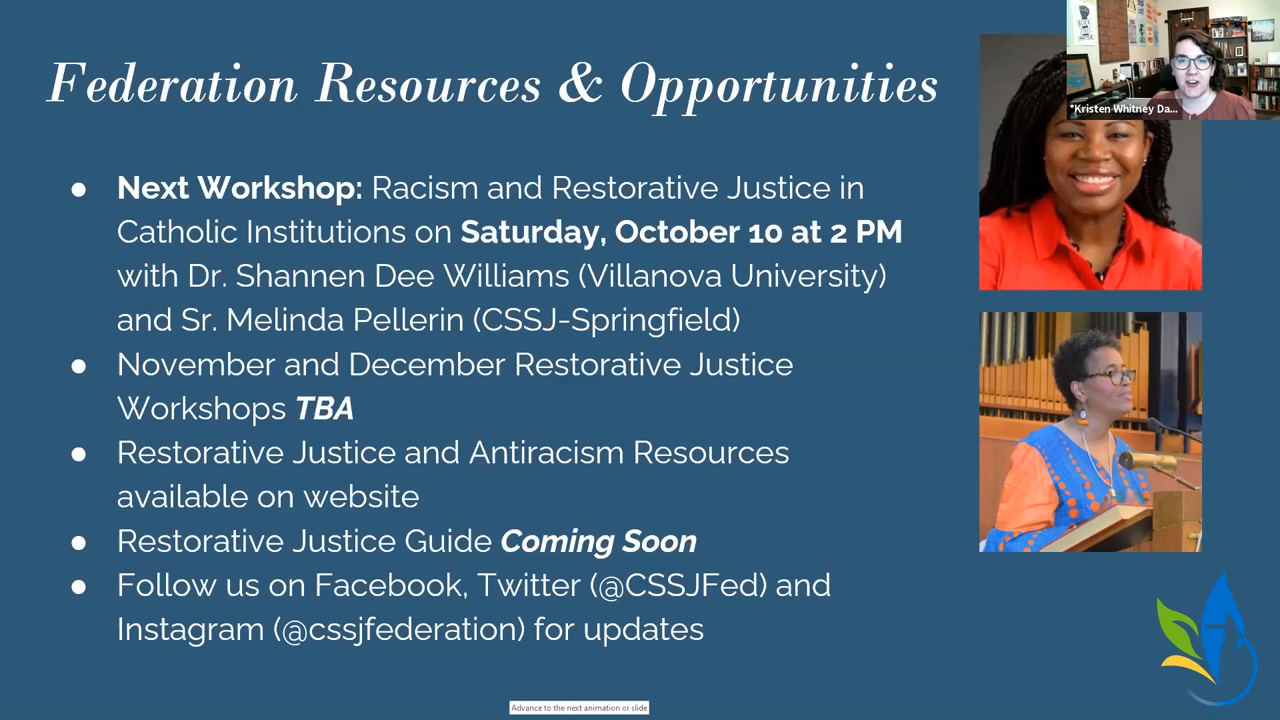 Federation Resources & Opportunities
*Kristen Whitney Da...
● Next Workshop: Racism and Restorative Justice in
Catholic Institutions on Saturday, October 10 at 2 PM
with Dr. Shannen Dee Williams (Villanova University)
and Sr. Melinda Pellerin (CSSJ-Springfield)
● November and December Restorative Justice
Workshops TBA
● Restorative Justice and Antiracism Resources
available on website
● Restorative Justice Guide Coming Soon
● Follow us on Facebook, Twitter (@CSSJFed) and
Instagram (@cssjfederation) for updates
Advance to the next animation or slide